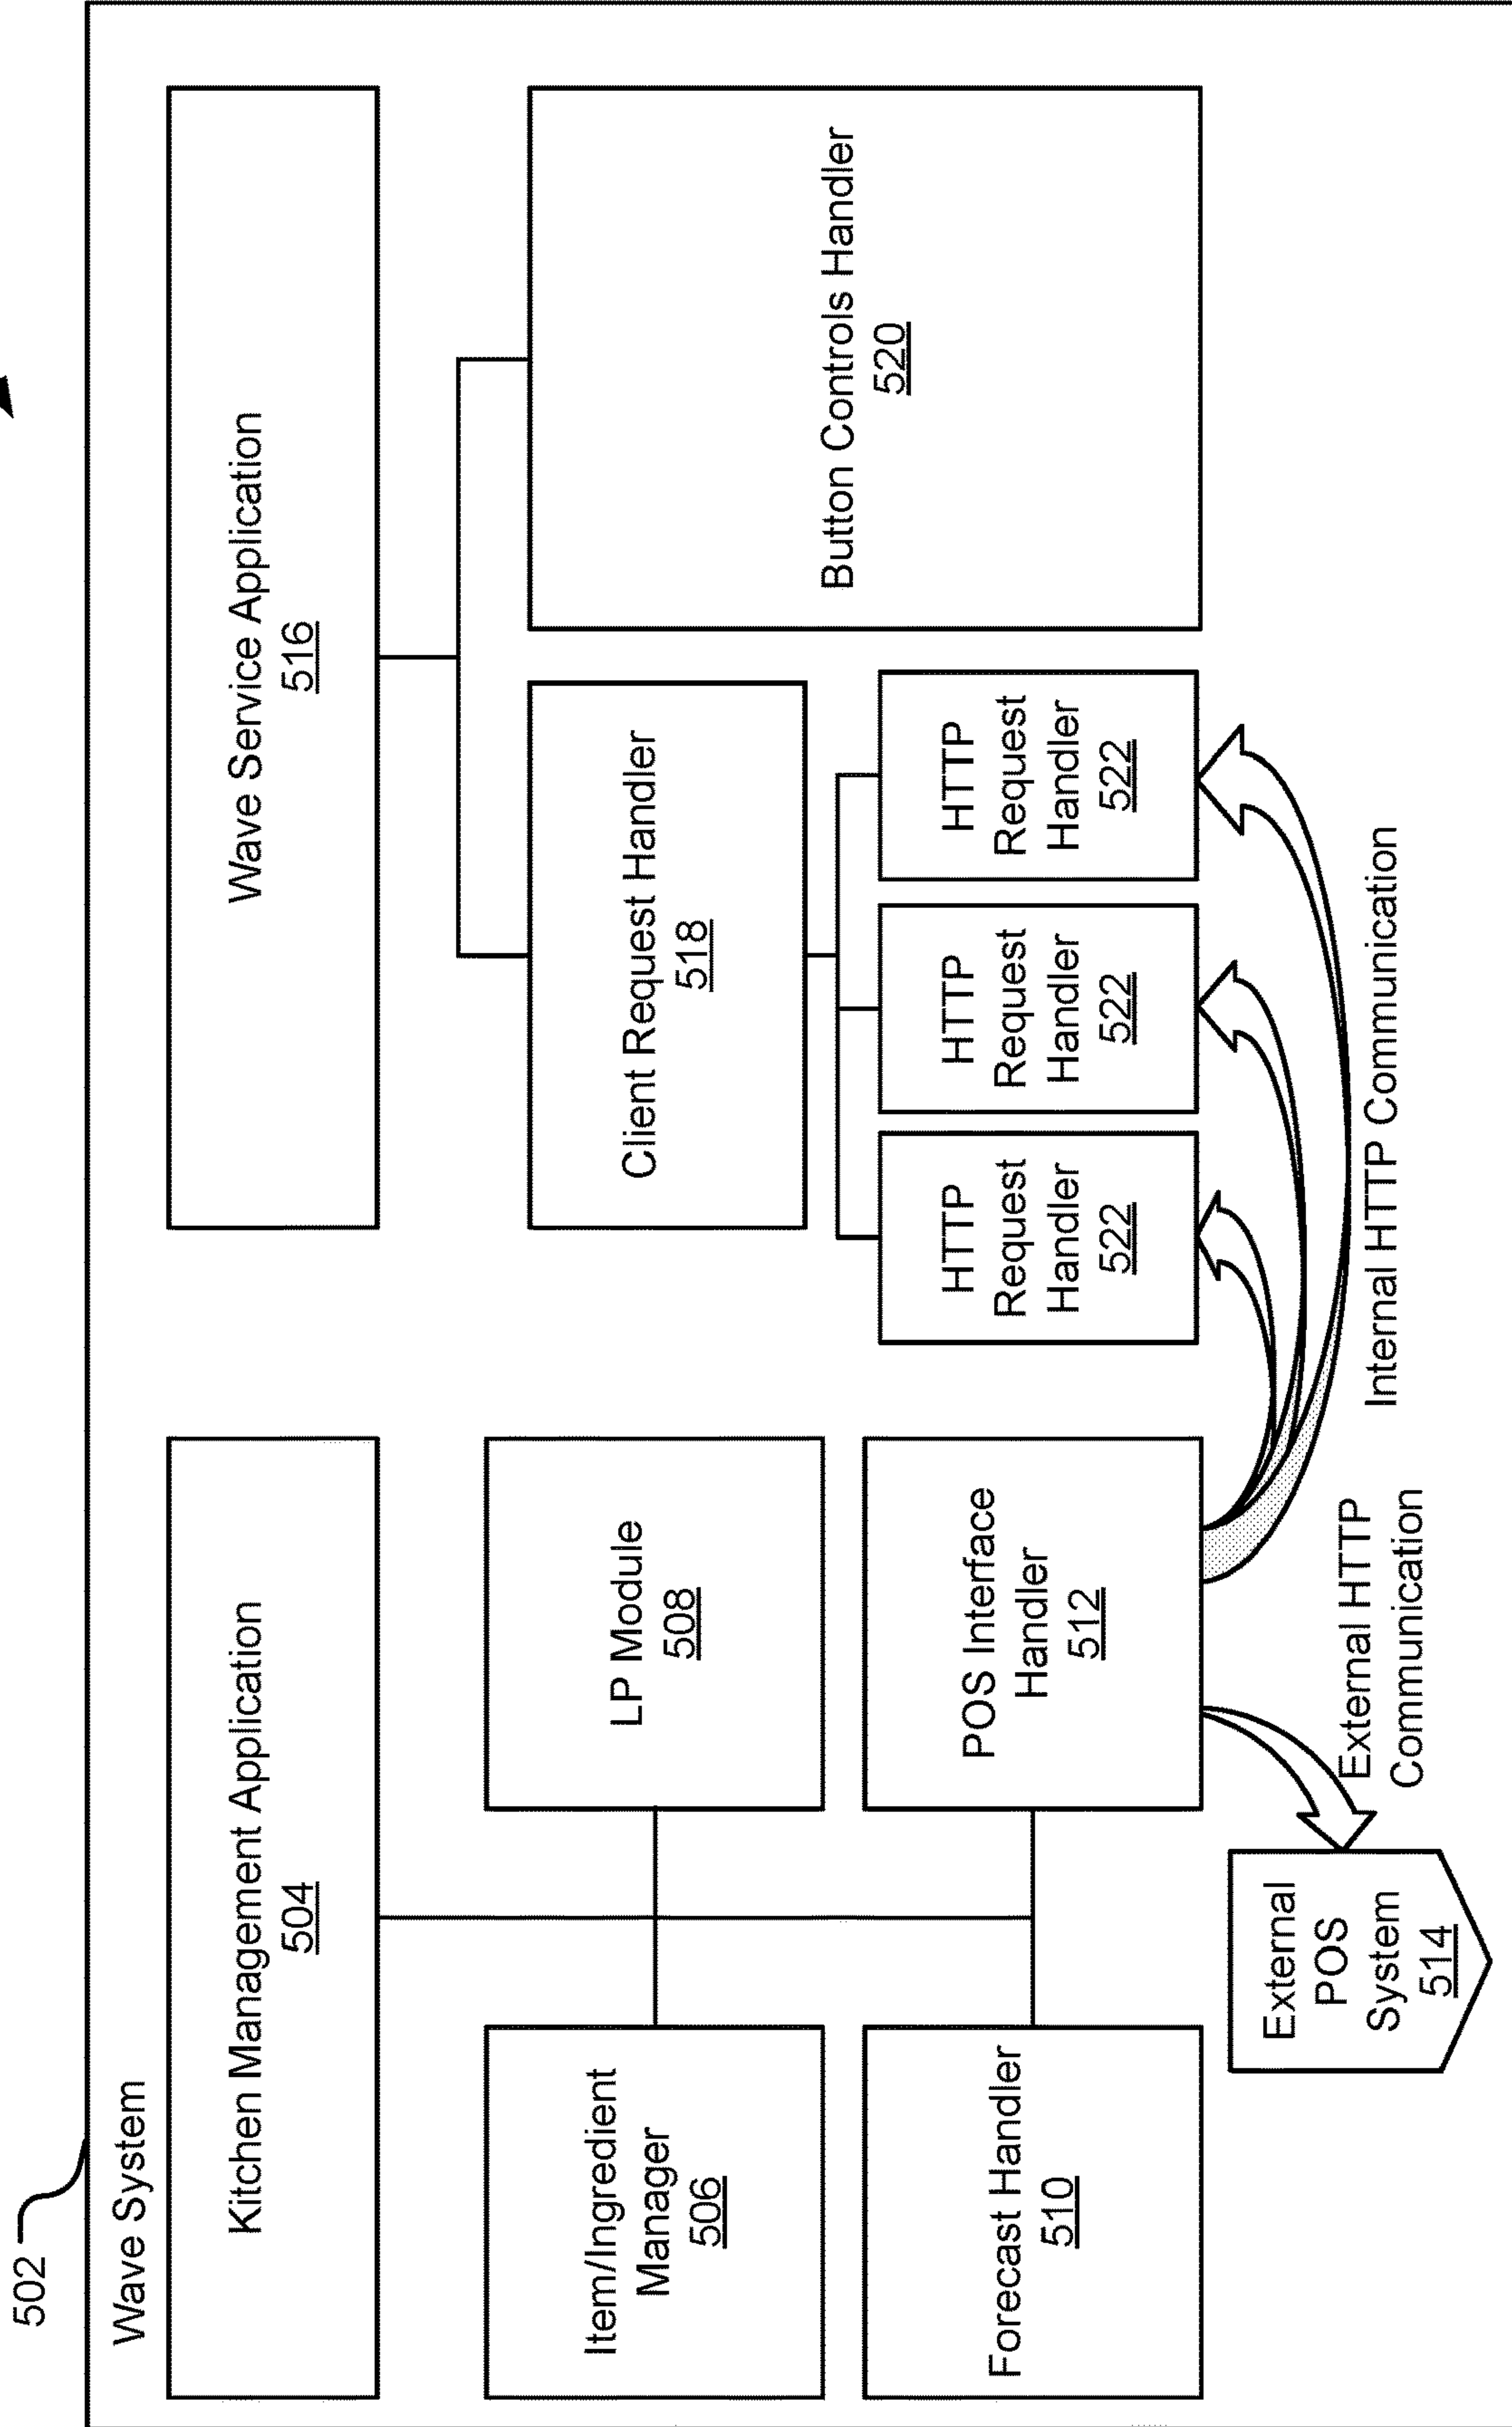 502
Wave System
Kitchen Management Application
504
Wave Service Application
516
Item/Ingredient
Manager
506
LP Module
508
Client Request Handler
518
Button Controls Handler
520
Forecast Handler
510
POS Interface
Handler
512
HTTP
Request
Handler
522
HTTP
Request
Handler
522
HTTP
Request
Handler
522
External
POS
System
514
External HTTP
Communication
Internal HTTP Communication